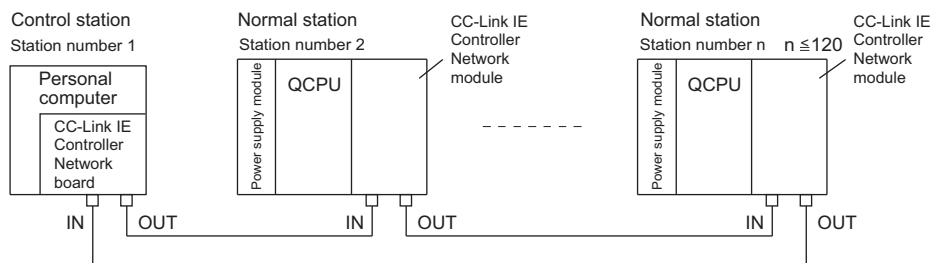 Control station
Station number 1
Personal
computer
CC-Link IE
Controller
Network
board
IN
OUT
Normal station
Station number 2
Power supply module
QCPU
CC-Link IE
Controller
Network
module
IN
OUT
Normal station
Station number n n ≦120
Power supply module
QCPU
CC-Link IE
Controller
Network
module
IN
OUT